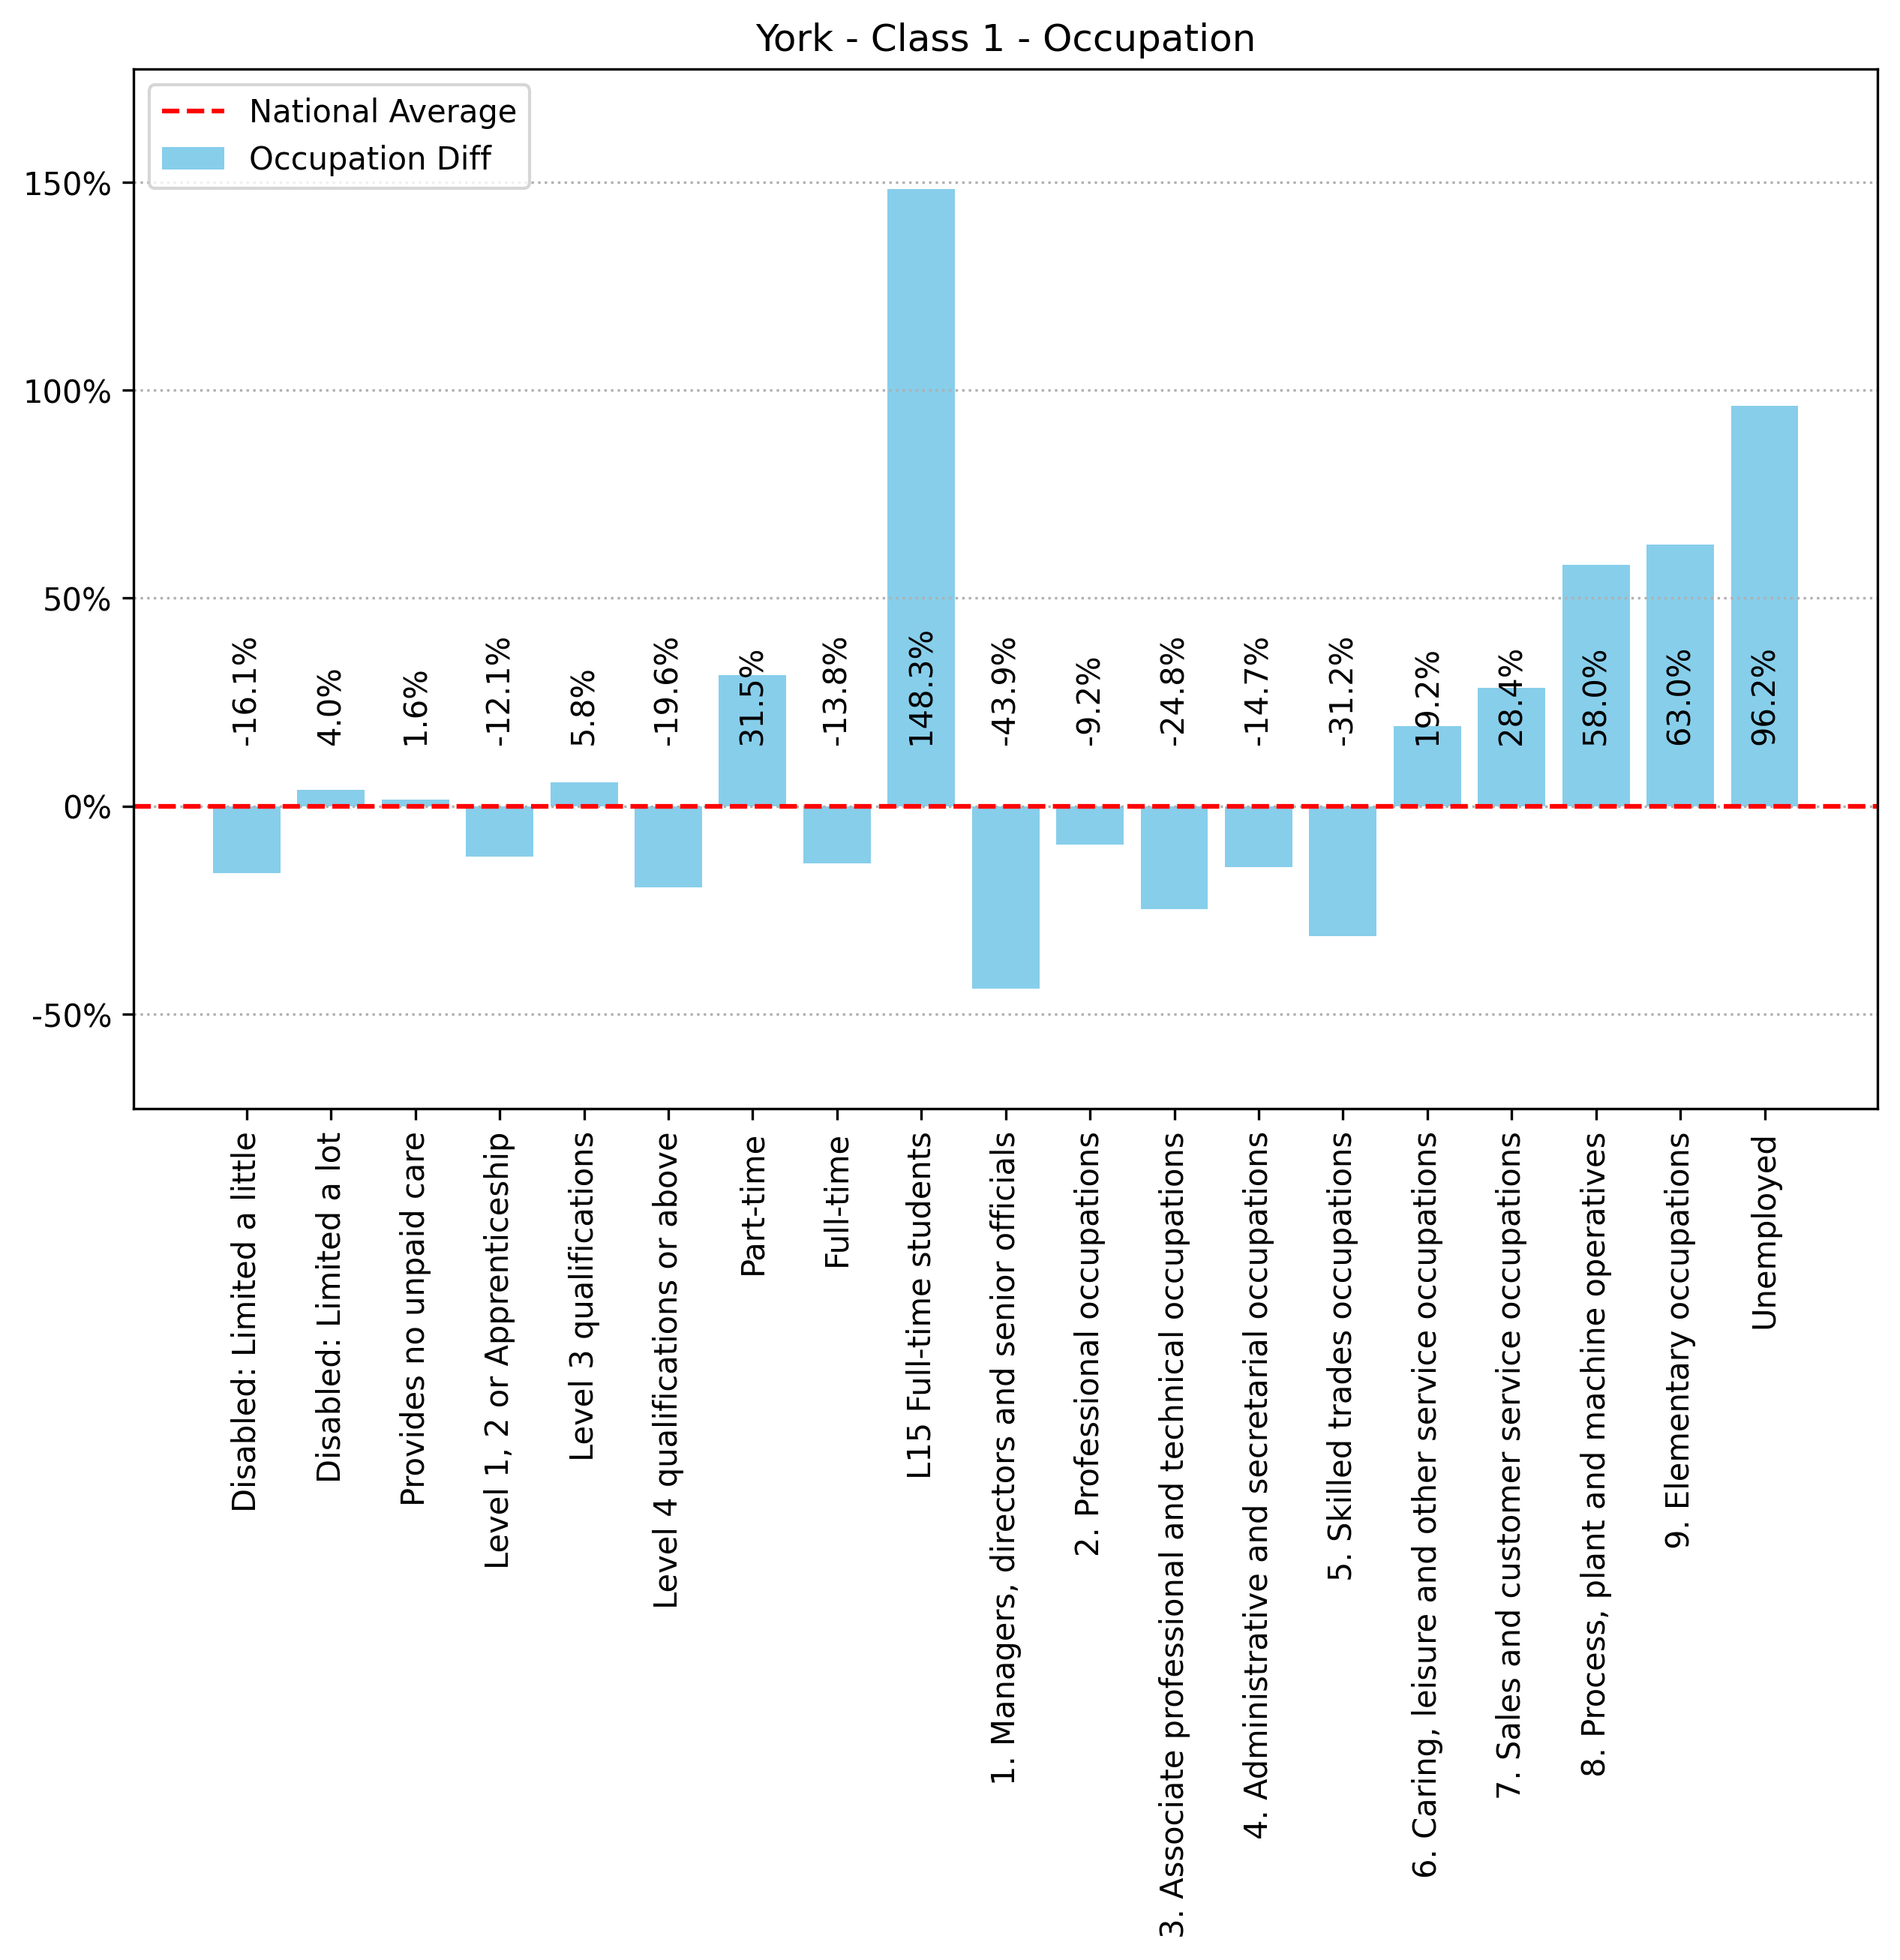 York - Class 1 - Occupation
National Average
Occupation Diff
150%
100%
50%
0%
-50%
-16.1%
4.0%
1.6%
-12.1%
5.8%
-19.6%
31.5%
-13.8%
148.3%
-43.9%
-9.2%
-24.8%
-14.7%
-31.2%
19.2%
28.4%
58.0%
63.0%
96.2%
Disabled: Limited a little
Disabled: Limited a lot
Provides no unpaid care
Level 1, 2 or Apprenticeship
Level 3 qualifications
Level 4 qualifications or above
Part-time
Full-time
L15 Full-time students
1. Managers, directors and senior officials
2. Professional occupations
3. Associate professional and technical occupations
4. Administrative and secretarial occupations
5. Skilled trades occupations
6. Caring, leisure and other service occupations
7. Sales and customer service occupations
8. Process, plant and machine operatives
9. Elementary occupations
Unemployed